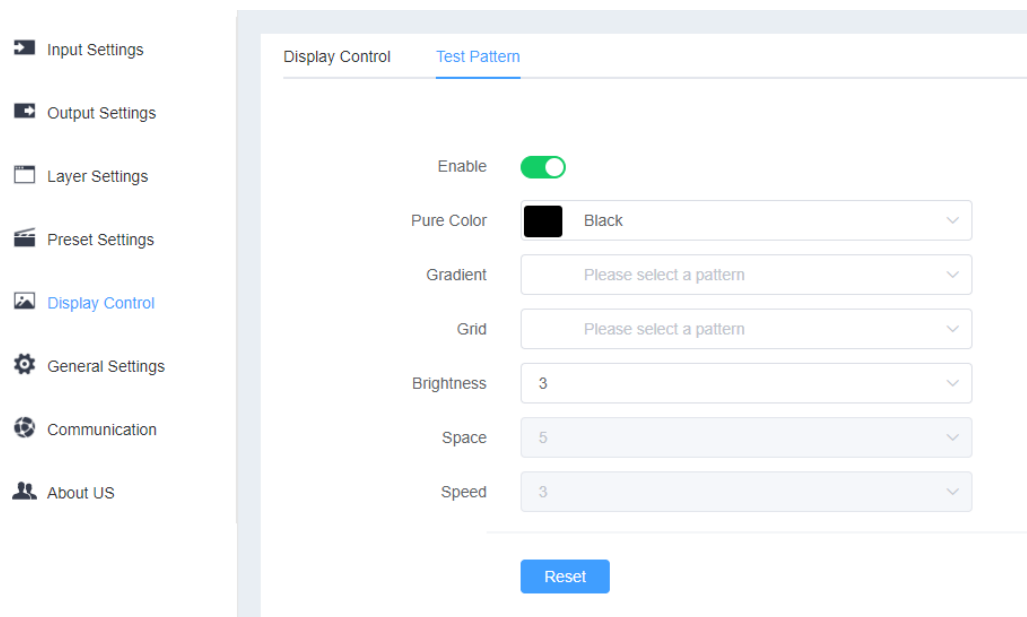 Input Settings
Output Settings
Layer Settings
Preset Settings
Display Control
General Settings
Communication
About US
Display Control Test Pattern
Enable
Pure Color Black
Gradient Please select a pattern
Grid Please select a pattern
Brightness 3
Space 5
Speed 3
Reset